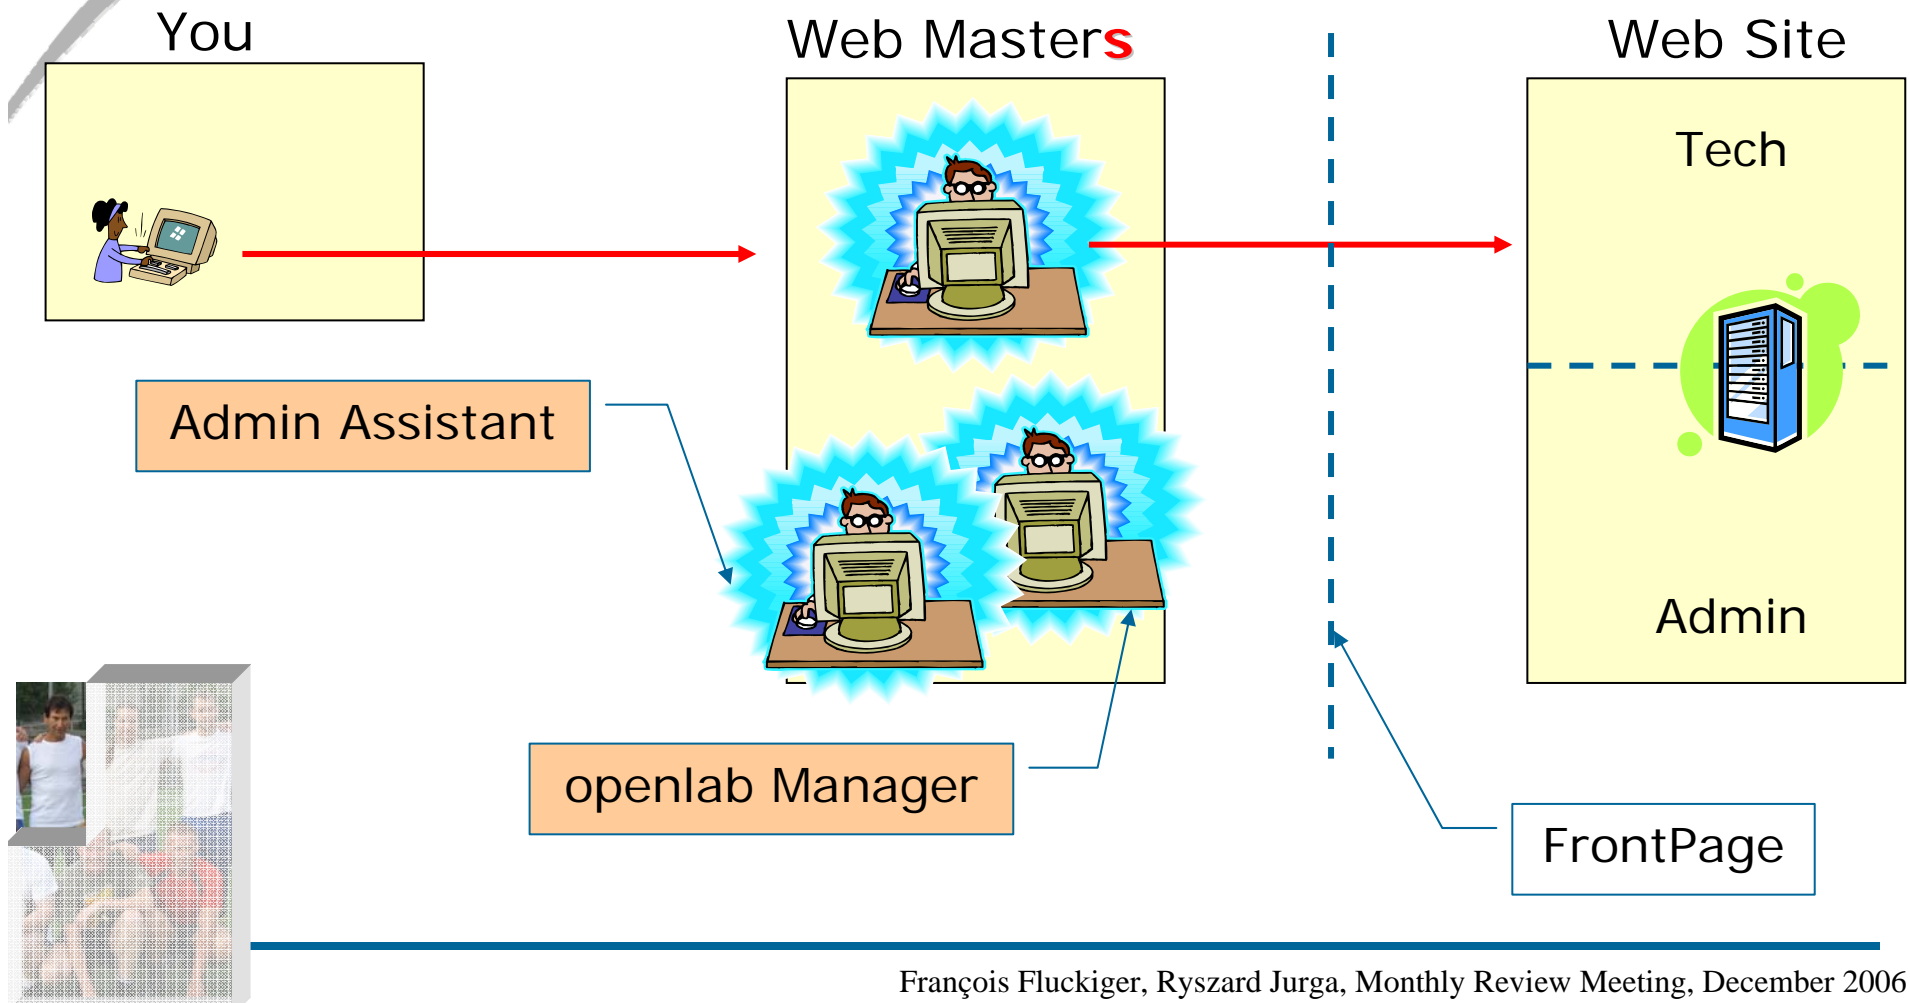 You
Web Masters
Web Site
Tech
Admin Assistant
Admin
openlab Manager
FrontPage
François Fluckiger, Ryszard Jurga, Monthly Review Meeting, December 2006